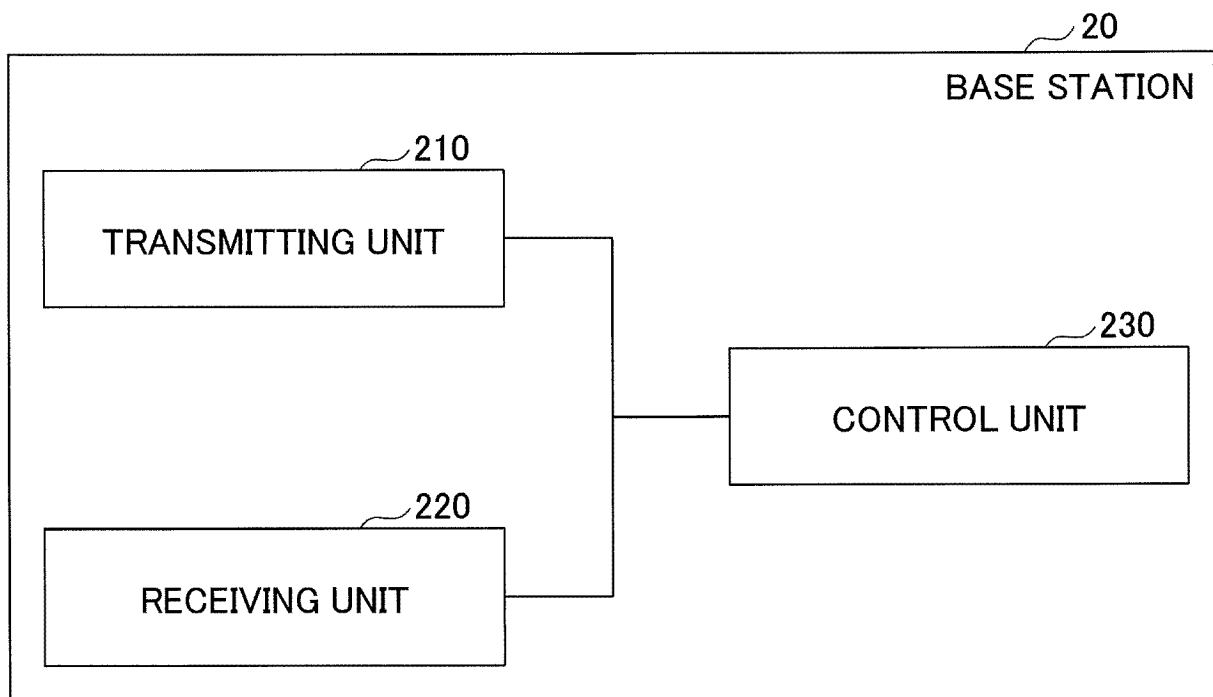 20
BASE STATION
210
TRANSMITTING UNIT
230
CONTROL UNIT
220
RECEIVING UNIT